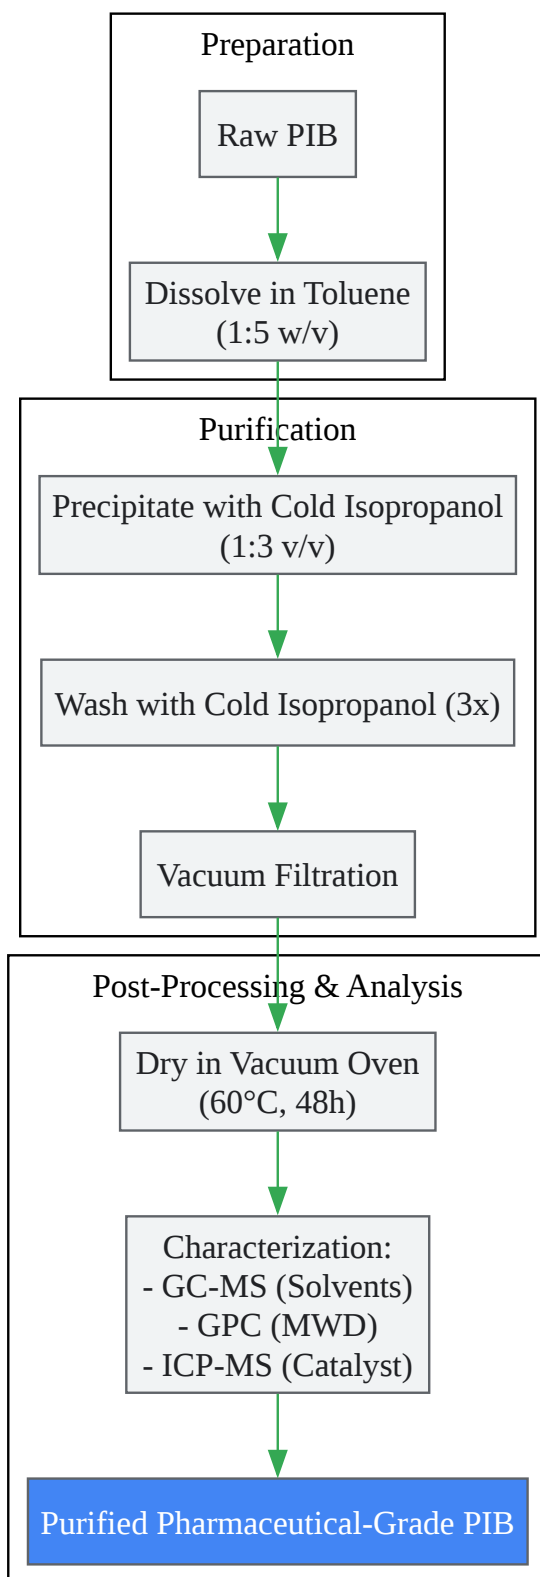 Preparation
Raw PIB
Dissolve in Toluene
(1:5 w/v)
Purification
Precipitate with Cold Isopropanol
(1:3 v/v)
Wash with Cold Isopropanol (3x)
Vacuum Filtration
Post-Processing & Analysis
Dry in Vacuum Oven
(60°C, 48h)
Characterization:
- GC-MS (Solvents)
- GPC (MWD)
- ICP-MS (Catalyst)
Purified Pharmaceutical-Grade PIB